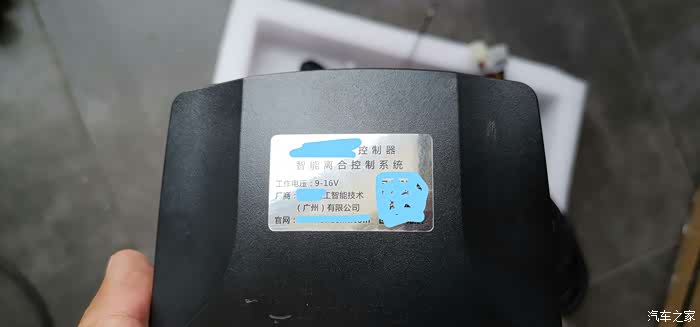 控制器
智能离合控制系统
工作电压：9-16V
厂商： 工智能技术
（广州）有限公司
官网：
汽车之家